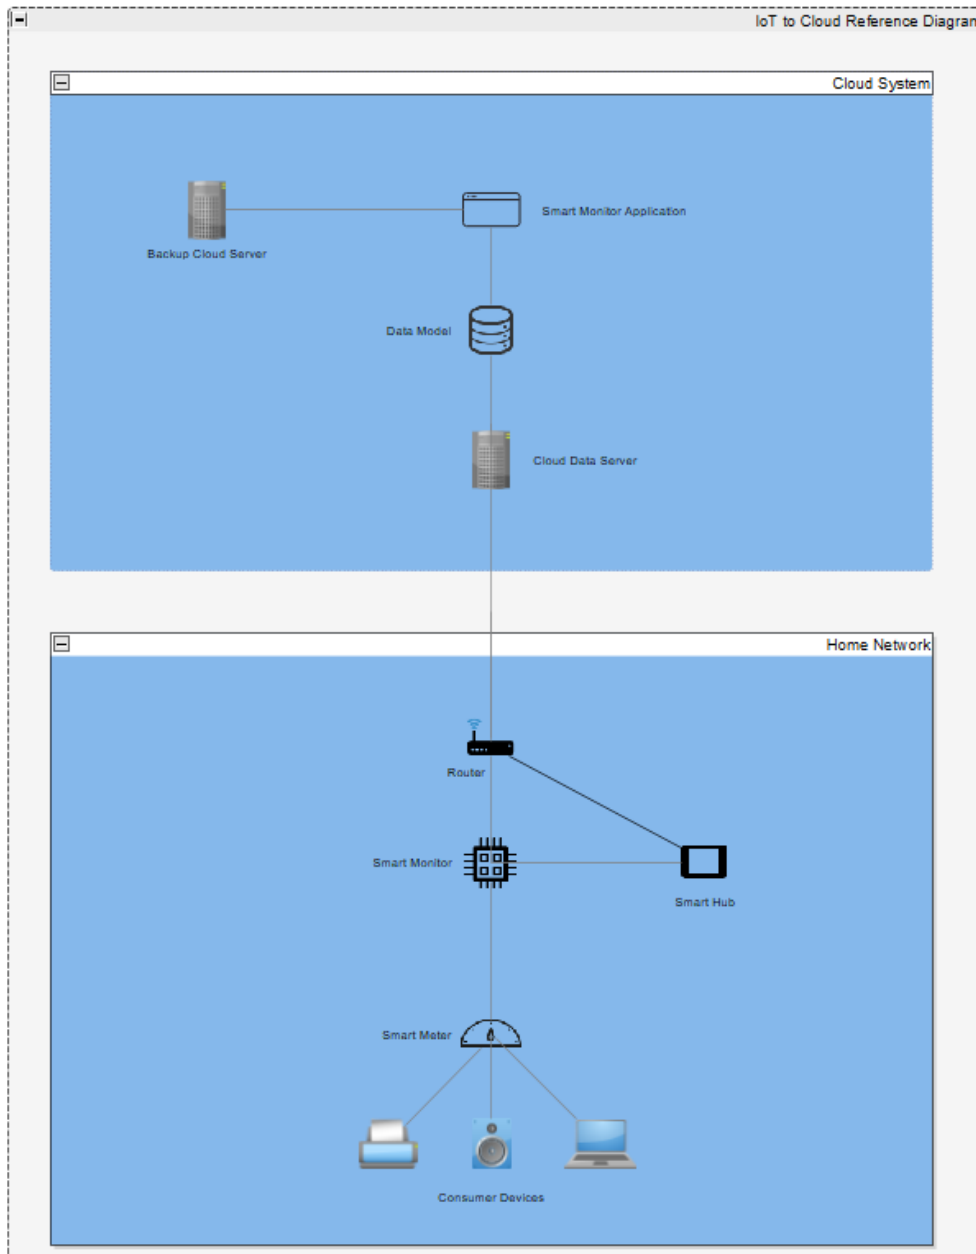 IoT to Cloud Reference Diagram
Cloud System
Smart Monitor Application
Backup Cloud Server
Data Model
Cloud Data Server
Home Network
Router
Smart Monitor
Smart Hub
Smart Meter
Consumer Devices